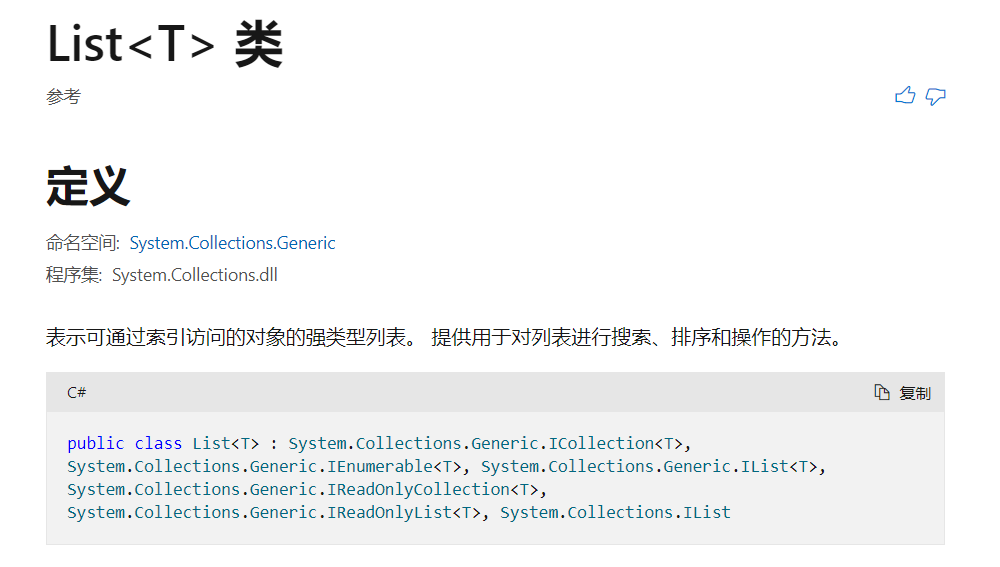 List<T> 类
参考
定义
命名空间: System.Collections.Generic
程序集: System.Collections.dll
表示可通过索引访问的对象的强类型列表。 提供用于对列表进行搜索、排序和操作的方法。
C# 复制
public class List<T> : System.Collections.Generic.ICollection<T>,
System.Collections.Generic.IEnumerable<T>, System.Collections.Generic.IList<T>,
System.Collections.Generic.IReadOnlyCollection<T>,
System.Collections.Generic.IReadOnlyList<T>, System.Collections.IList